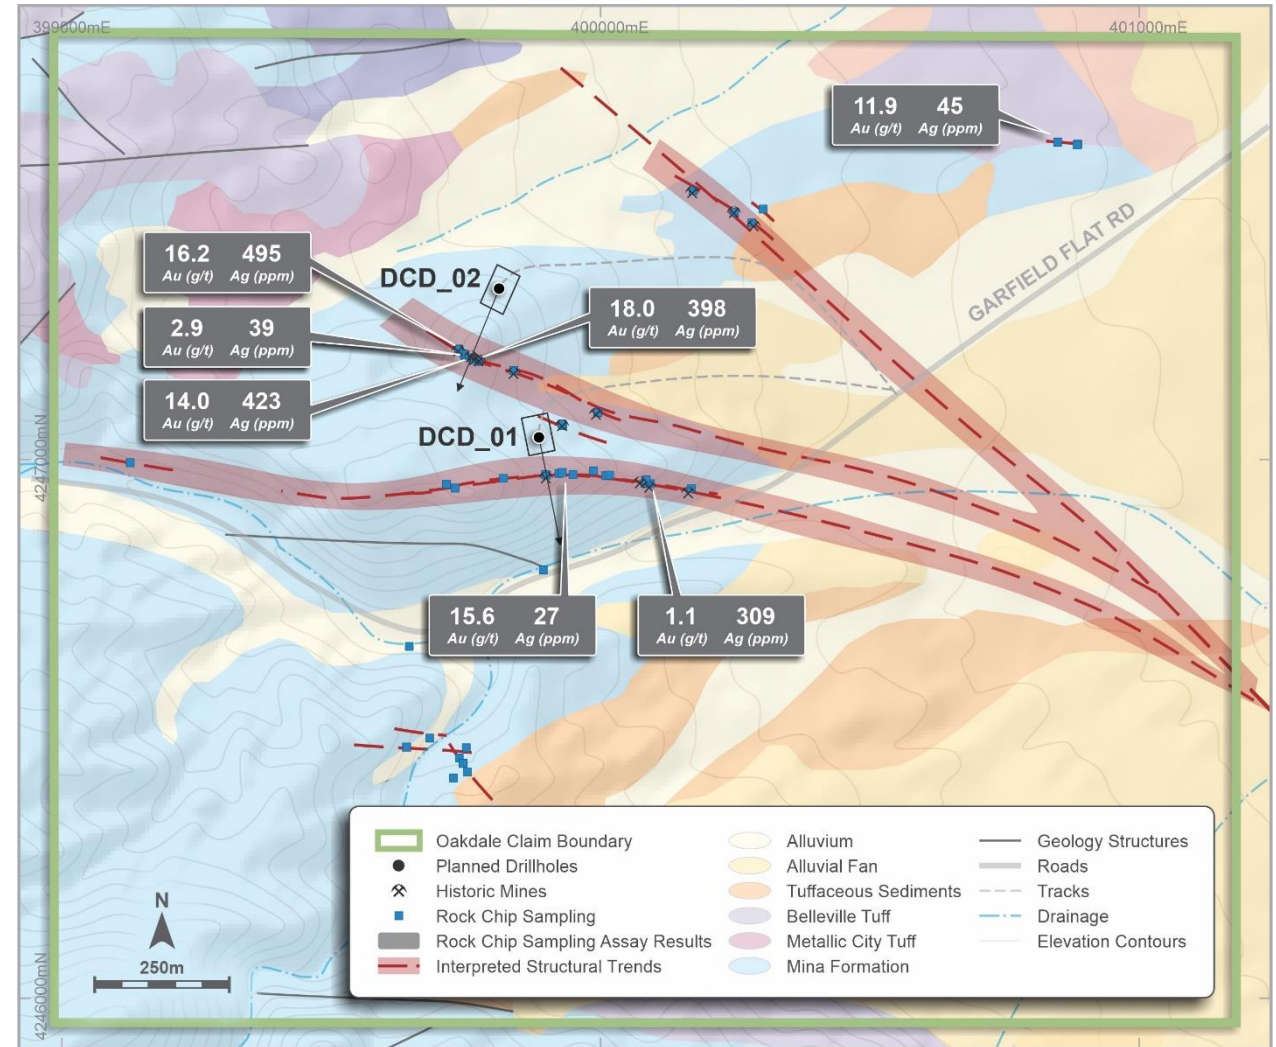 399000mE
400000mE
401000mE
11.9 45
Au (g/t) Ag (ppm)
GARFIELD FLAT RD
16.2 495
Au (g/t) Ag (ppm)
DCD_02
18.0 398
Au (g/t) Ag (ppm)
2.9 39
Au (g/t) Ag (ppm)
14.0 423
Au (g/t) Ag (ppm)
DCD_01
4247000mN
15.6 27
Au (g/t) Ag (ppm)
1.1 309
Au (g/t) Ag (ppm)
Oakdale Claim Boundary
Planned Drillholes
Historic Mines
Rock Chip Sampling
Rock Chip Sampling Assay Results
Interpreted Structural Trends
Alluvium
Alluvial Fan
Tuffaceous Sediments
Belleville Tuff
Metallic City Tuff
Mina Formation
Geology Structures
Roads
Tracks
Drainage
Elevation Contours
N
250m
4246000mN